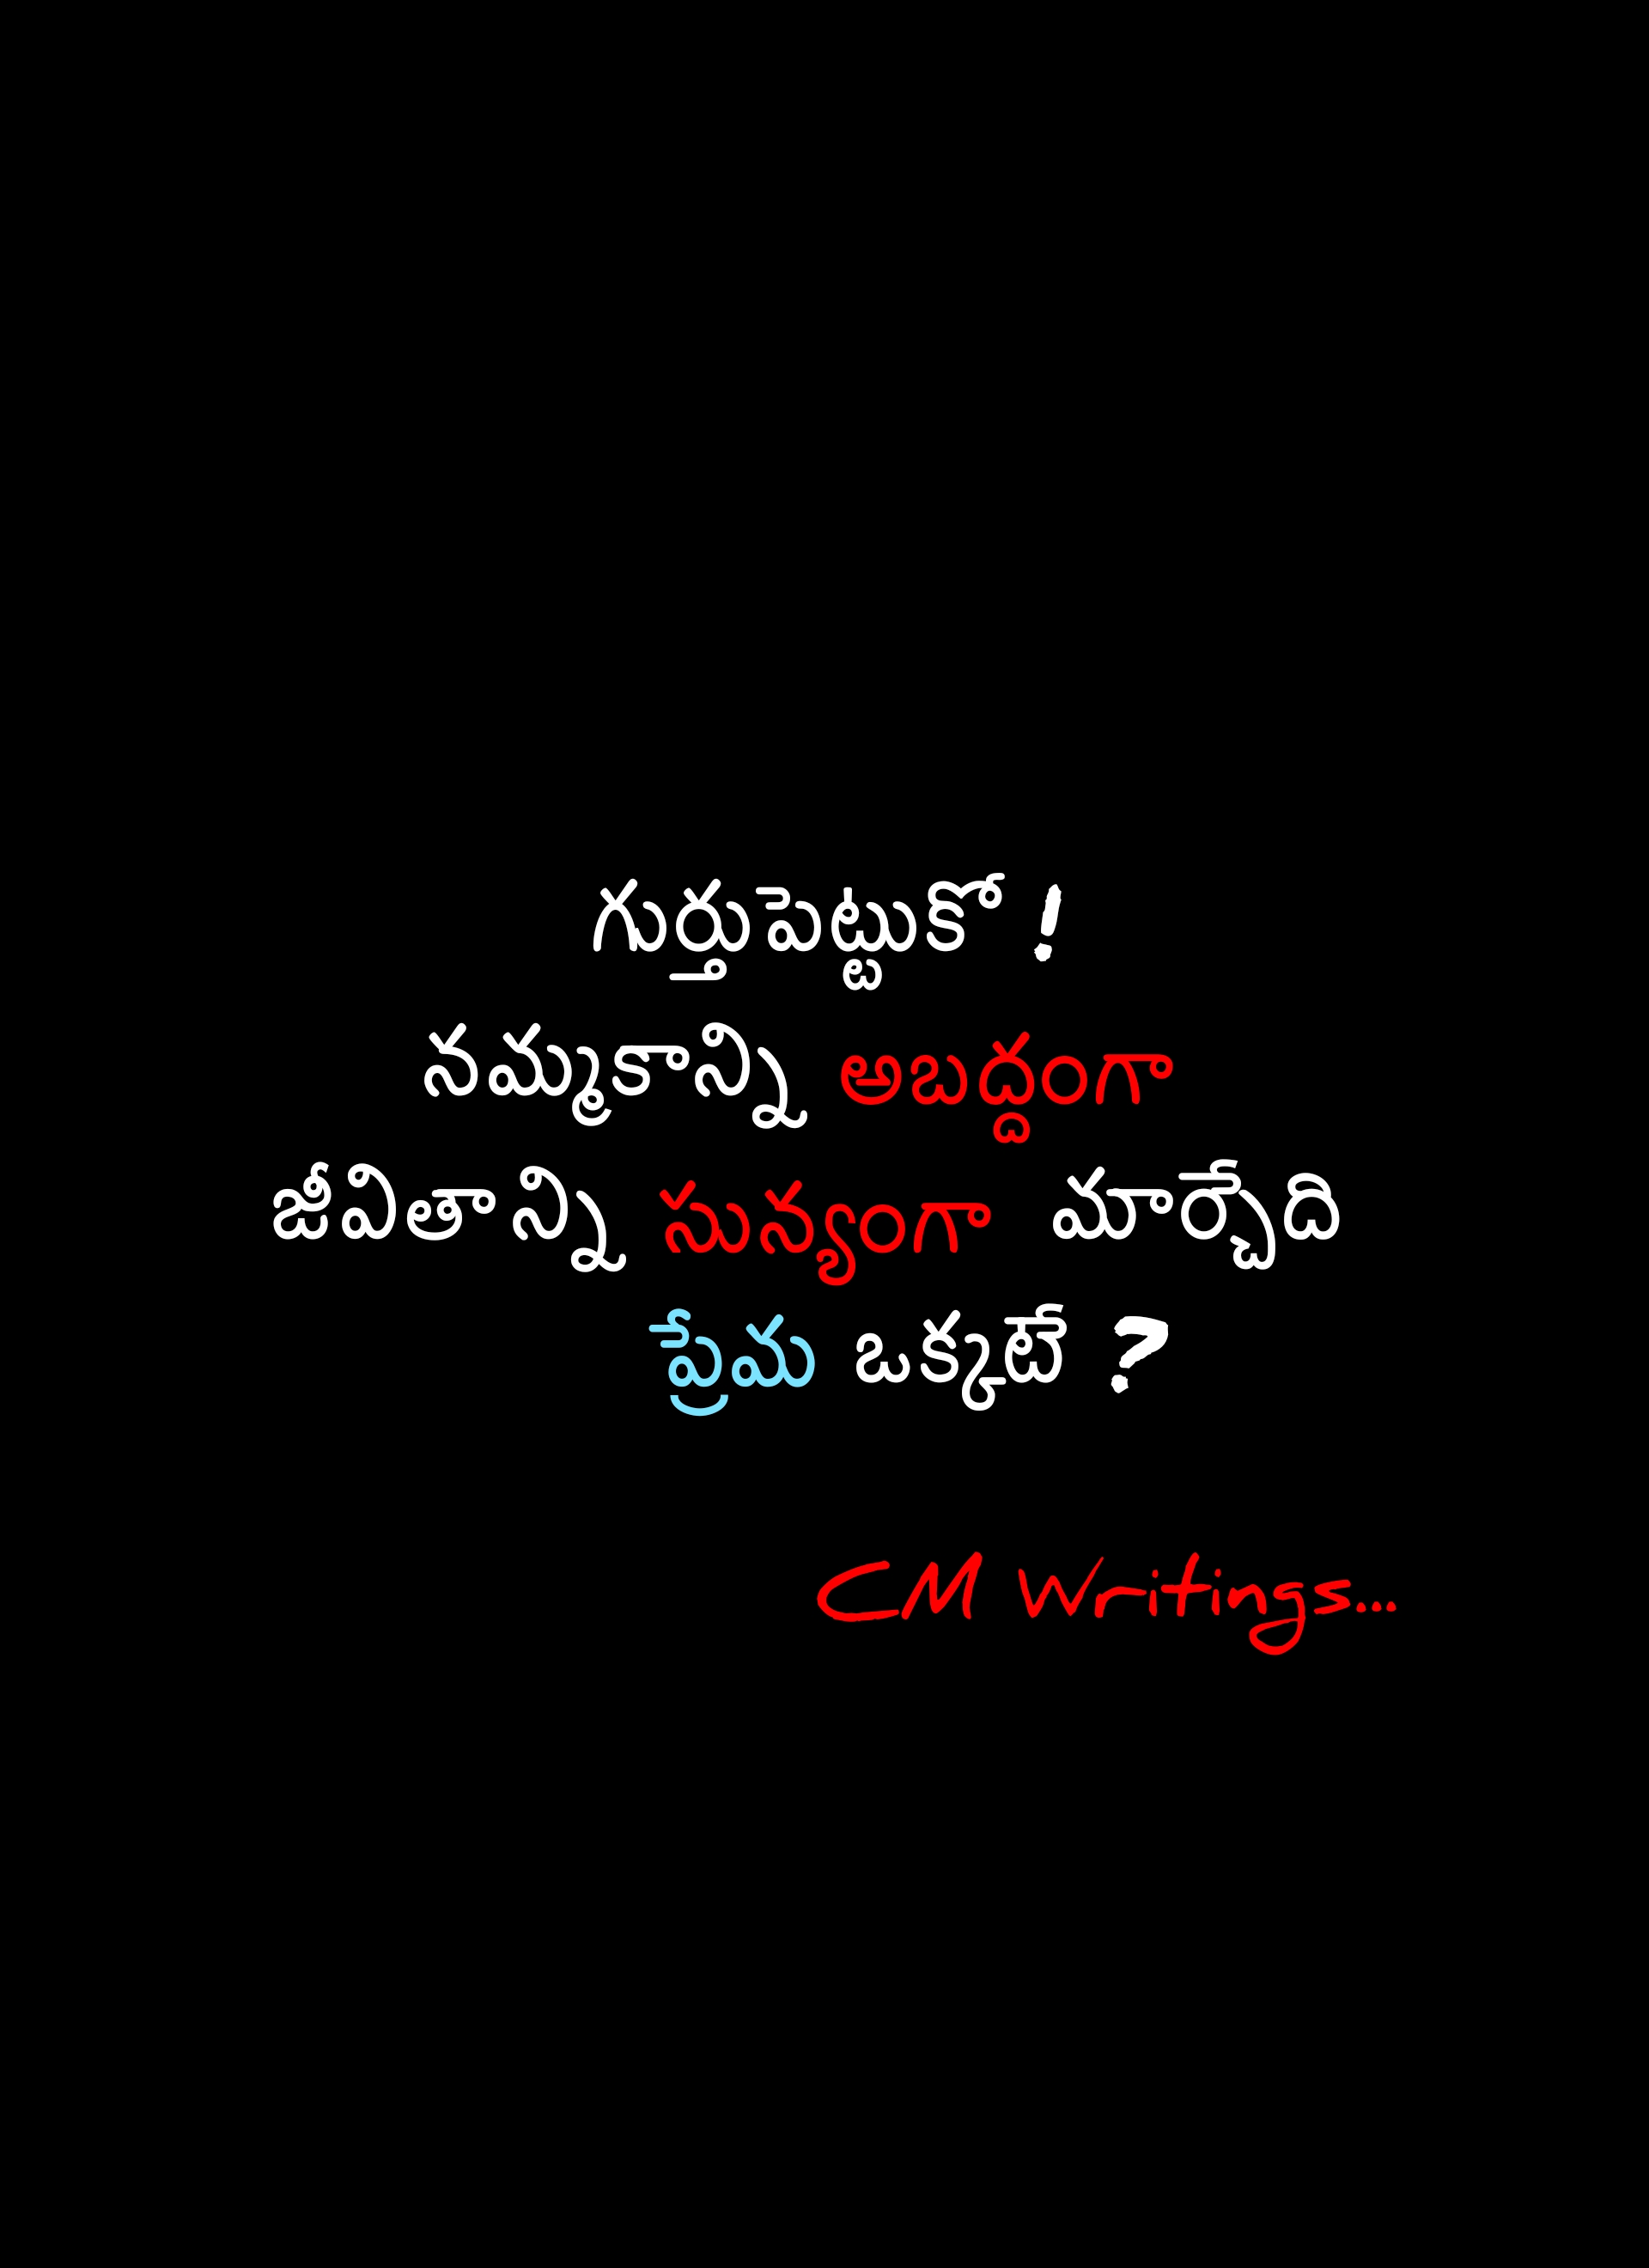 గుర్తుపెట్టుకో !
నమ్మకాన్ని అబద్దంగా
జీవితాన్ని సున్యంగా మార్చేది
ప్రేమ ఒక్కటే ?
CM Writings...